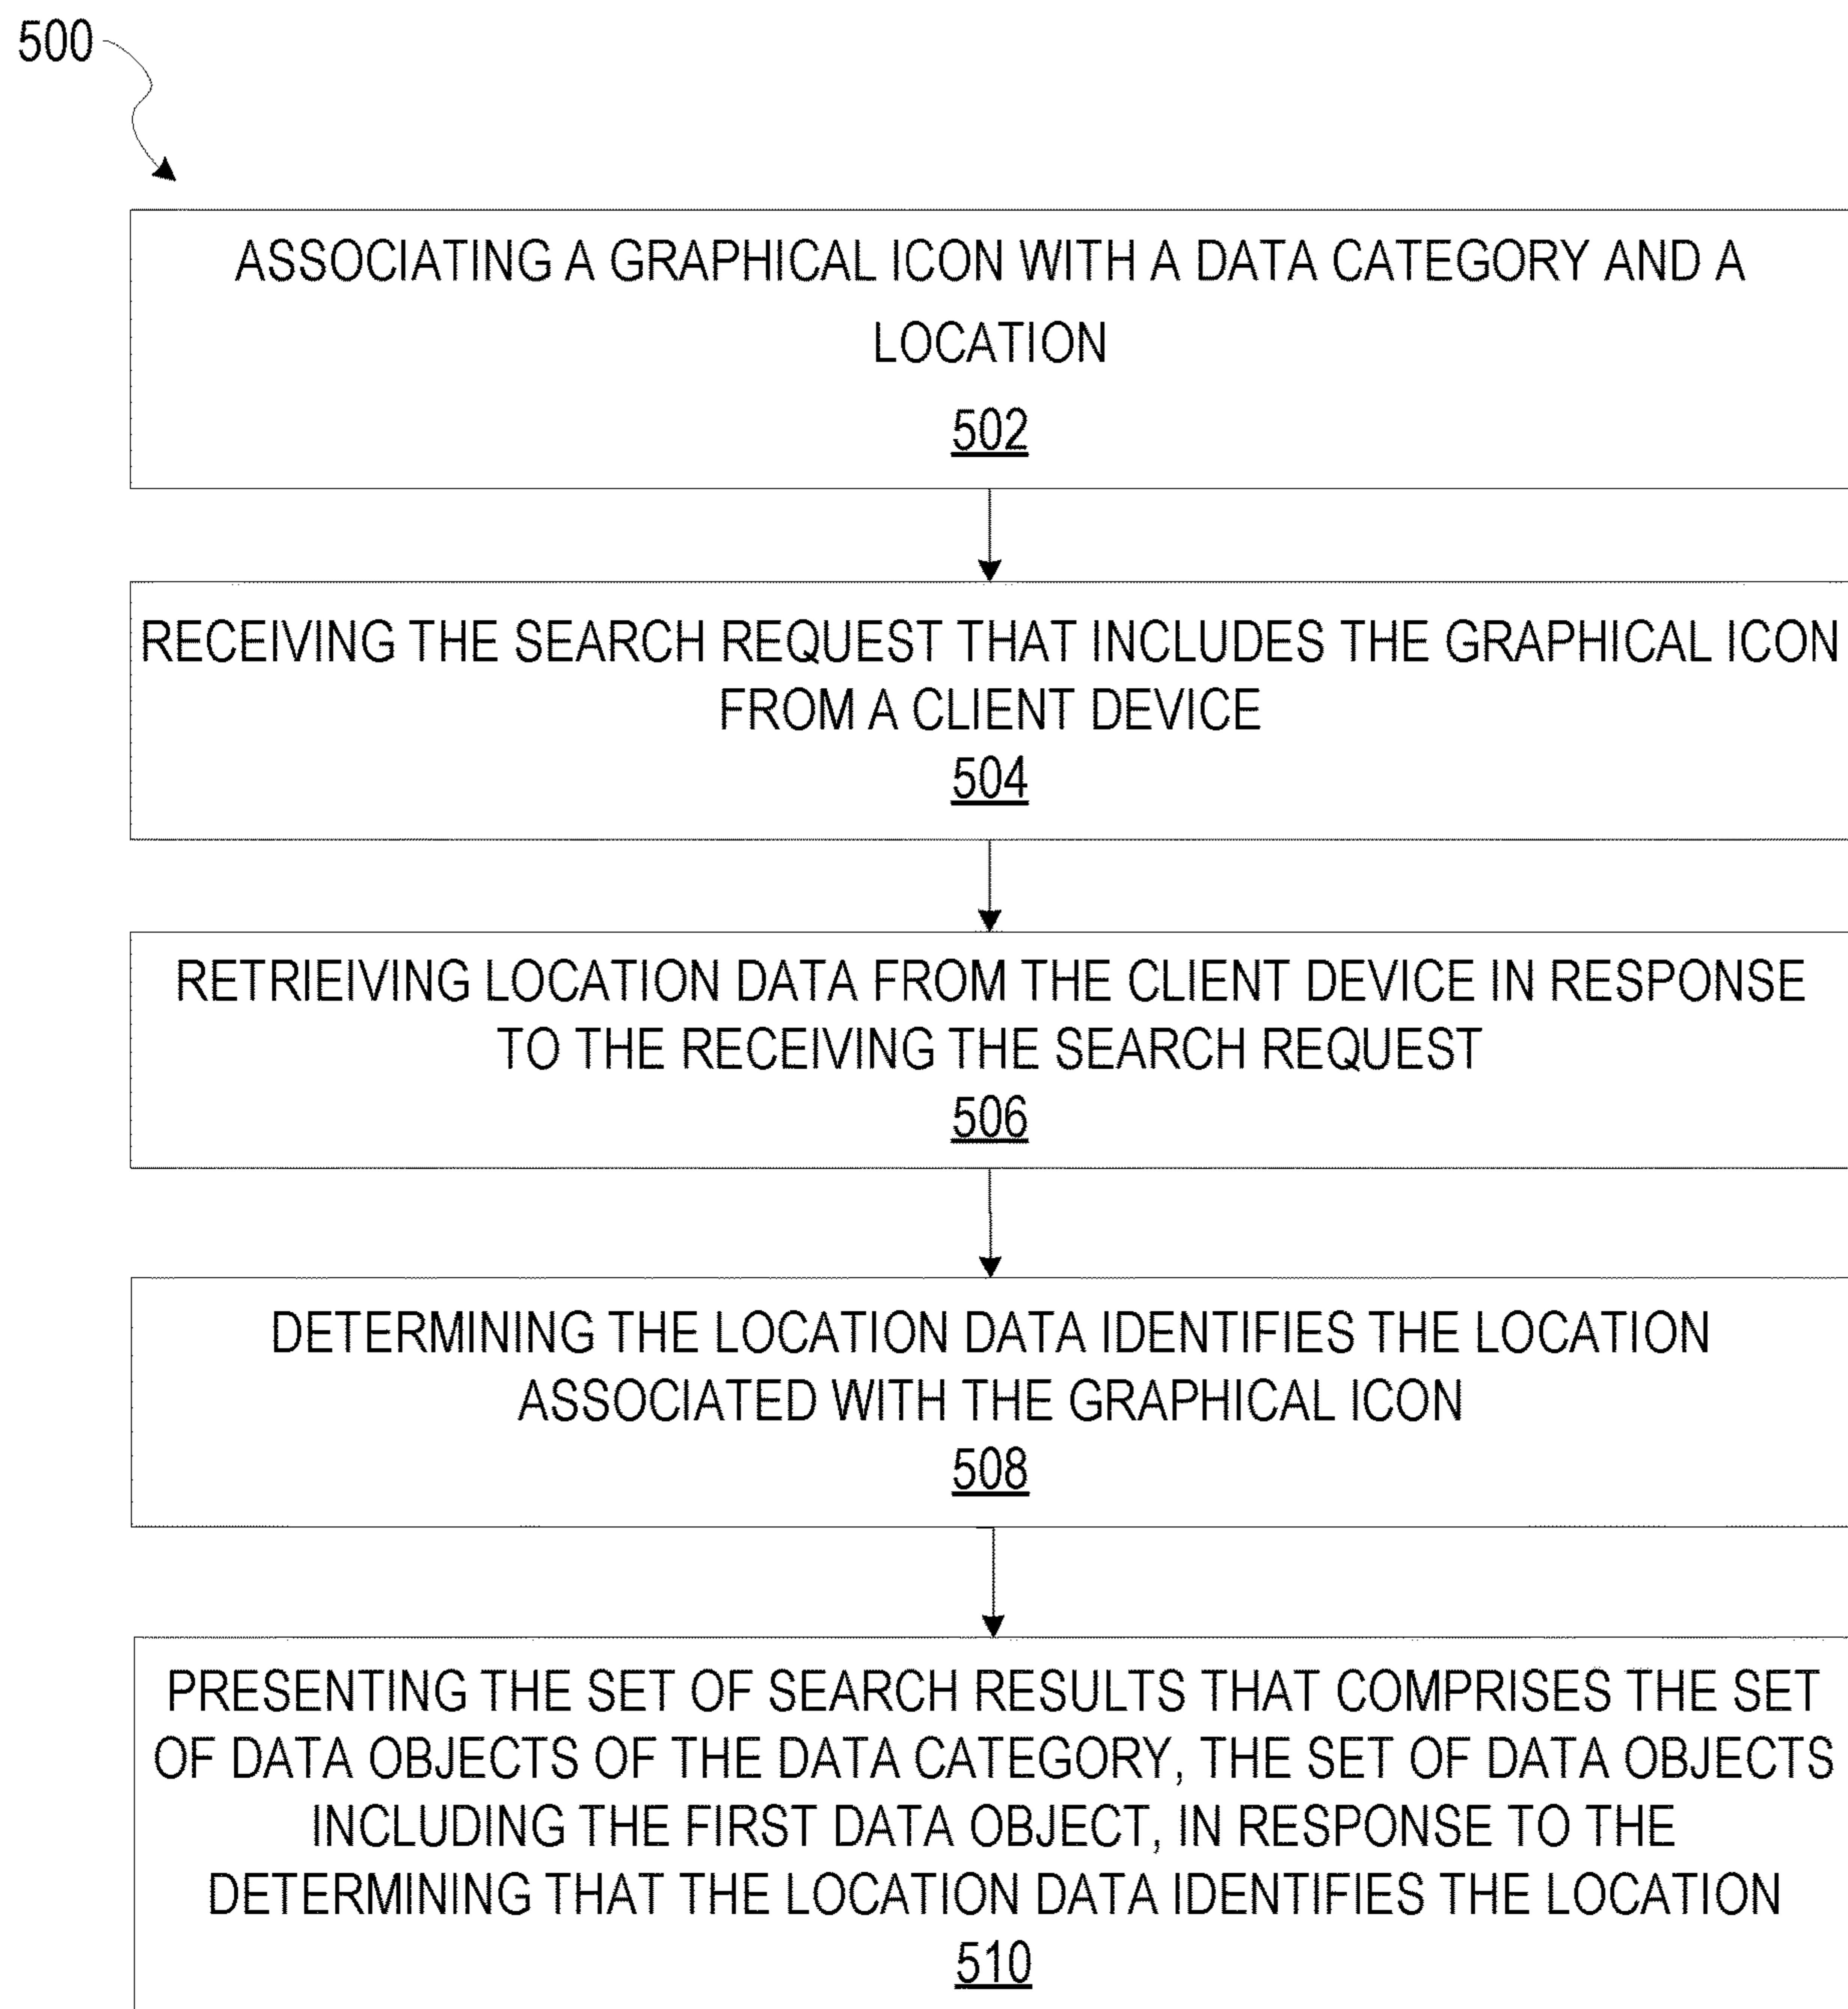 500
ASSOCIATING A GRAPHICAL ICON WITH A DATA CATEGORY AND A
LOCATION
502
RECEIVING THE SEARCH REQUEST THAT INCLUDES THE GRAPHICAL ICON
FROM A CLIENT DEVICE
504
RETRIEIVING LOCATION DATA FROM THE CLIENT DEVICE IN RESPONSE
TO THE RECEIVING THE SEARCH REQUEST
506
DETERMINING THE LOCATION DATA IDENTIFIES THE LOCATION
ASSOCIATED WITH THE GRAPHICAL ICON
508
PRESENTING THE SET OF SEARCH RESULTS THAT COMPRISES THE SET
OF DATA OBJECTS OF THE DATA CATEGORY, THE SET OF DATA OBJECTS
INCLUDING THE FIRST DATA OBJECT, IN RESPONSE TO THE
DETERMINING THAT THE LOCATION DATA IDENTIFIES THE LOCATION
510